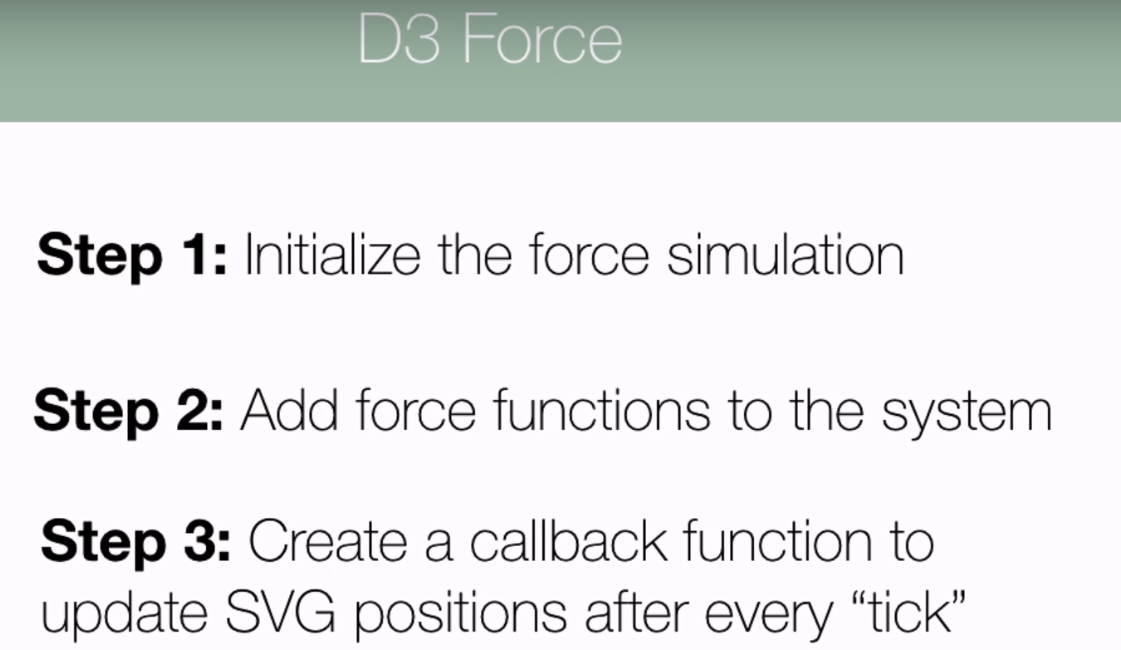 D3 Force
Step 1: Initialize the force simulation
Step 2: Add force functions to the system
Step 3: Create a callback function to
update SVG positions after every “tick”